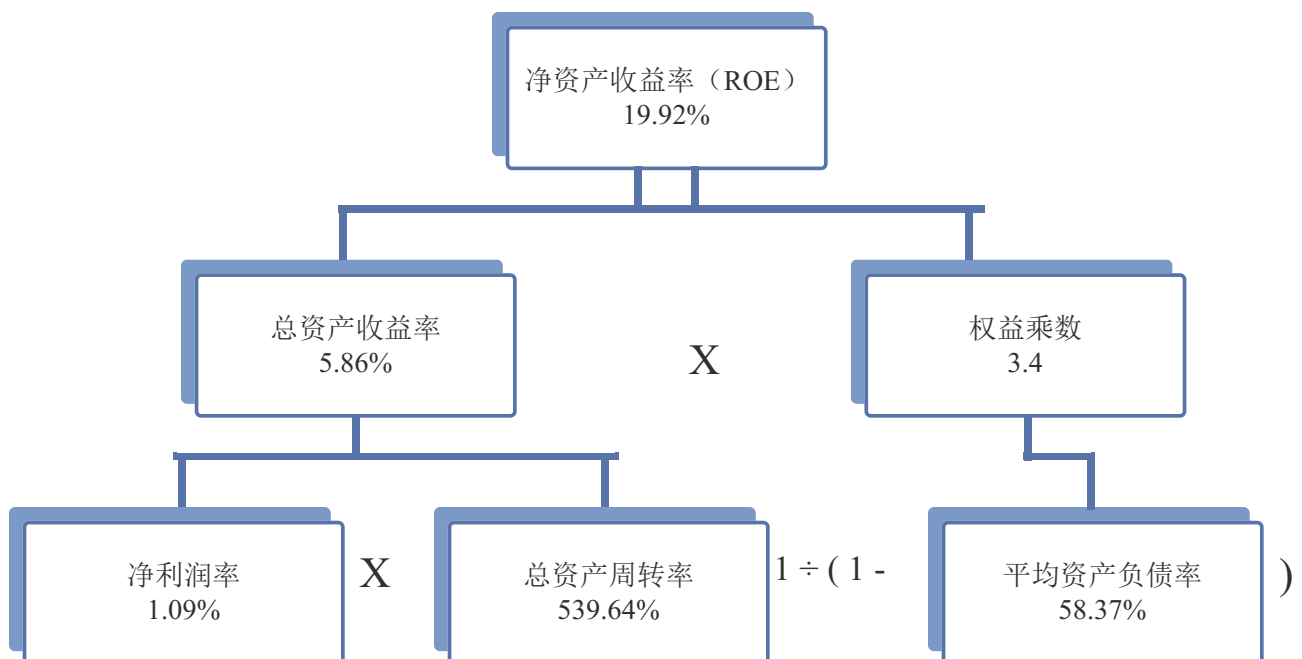 净资产收益率（ROE）
19.92%
总资产收益率
5.86%
X
权益乘数
3.4
净利润率
1.09%
X
总资产周转率
539.64%
1 ÷ ( 1 -
平均资产负债率
58.37%
)